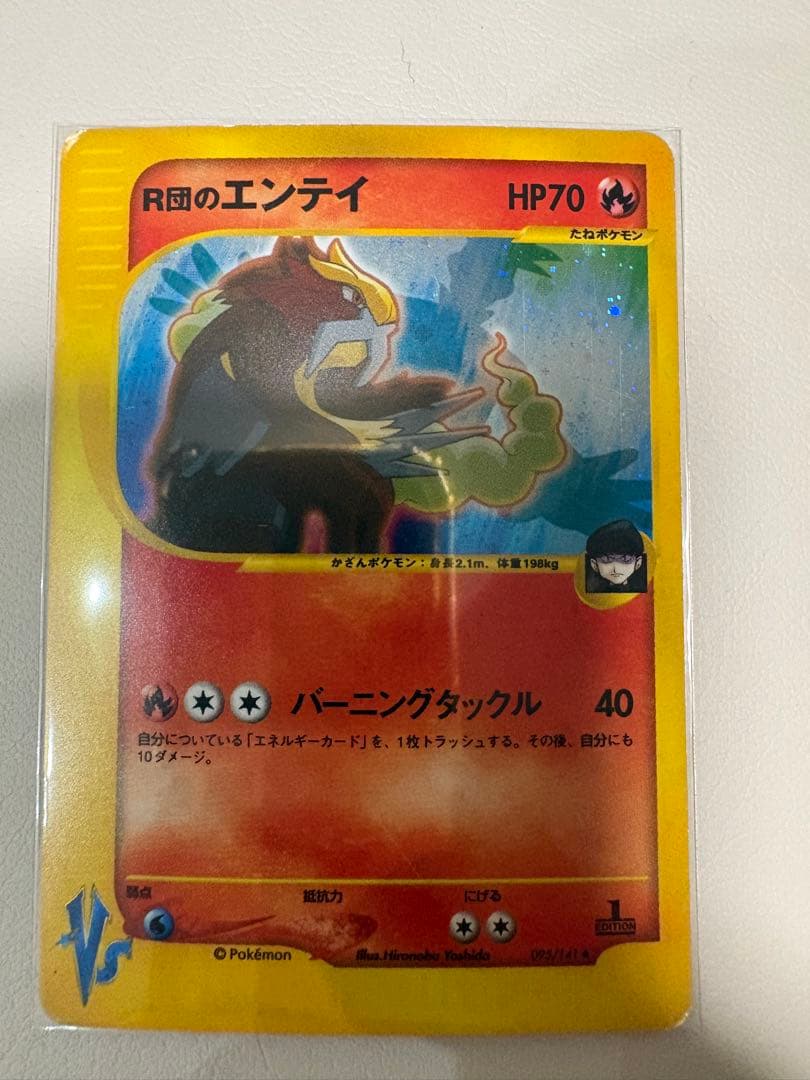 R団のエンテイ HP70
たねポケモン
かざんポケモン：身長2.1m、体重198kg
バーニングタックル 40
自分についている「エネルギーカード」を、1枚トラッシュする。その後、自分にも
10ダメージ。
弱点 抵抗力 にげる
1
EDITION
VS
© Pokémon Illus.Hironobu Yoshida 095/141 ★